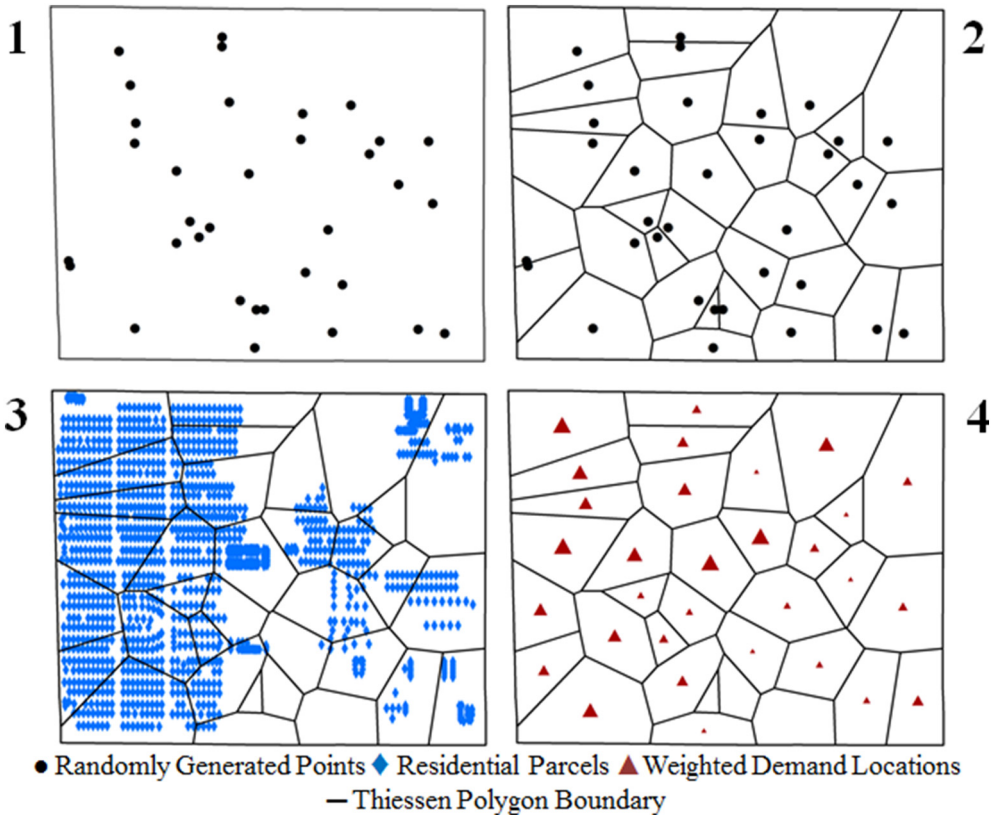 1
2
3
4
Randomly Generated Points Residential Parcels Weighted Demand Locations
Thiessen Polygon Boundary